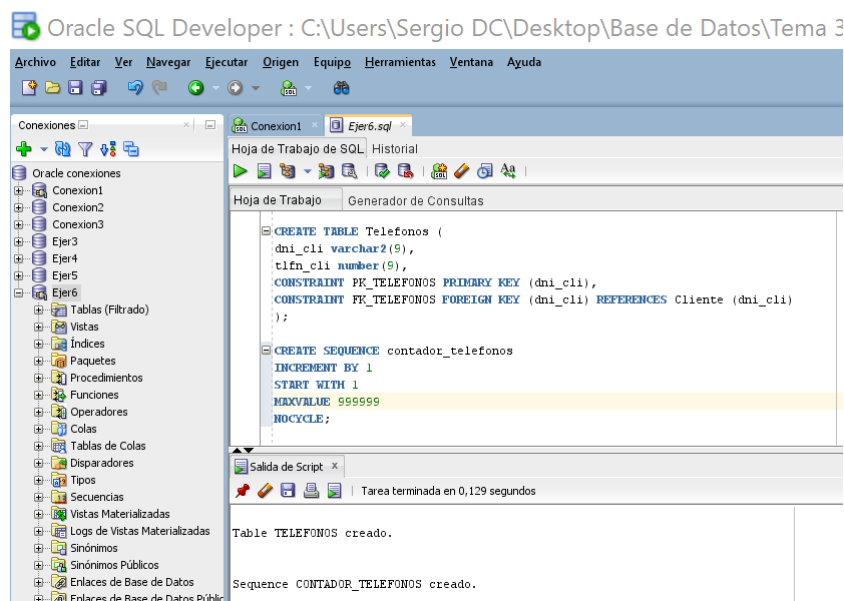 Oracle SQL Developer : C:\Users\Sergio DC\Desktop\Base de Datos\Tema 3
Archivo Editar Ver Navegar Ejecutar Origen Equipo Herramientas Ventana Ayuda
Conexiones
Oracle conexiones
Conexion1
Conexion2
Conexion3
Ejer3
Ejer4
Ejer5
Ejer6
Tablas (Filtrado)
Vistas
Índices
Paquetes
Procedimientos
Funciones
Operadores
Colas
Tablas de Colas
Disparadores
Tipos
Secuencias
Vistas Materializadas
Logs de Vistas Materializadas
Sinónimos
Sinónimos Públicos
Enlaces de Base de Datos
Enlaces de Base de Datos Públic
Conexion1 Ejer6.sql
Hoja de Trabajo de SQL Historial
Hoja de Trabajo Generador de Consultas
CREATE TABLE Telefonos (
dni_cli varchar2(9),
tlfn_cli number(9),
CONSTRAINT PK_TELEFONOS PRIMARY KEY (dni_cli),
CONSTRAINT FK_TELEFONOS FOREIGN KEY (dni_cli) REFERENCES Cliente (dni_cli)
);
CREATE SEQUENCE contador_telefonos
INCREMENT BY 1
START WITH 1
MAXVALUE 999999
NOCYCLE;
Salida de Script x
Tarea terminada en 0,129 segundos
Table TELEFONOS creado.
Sequence CONTADOR_TELEFONOS creado.